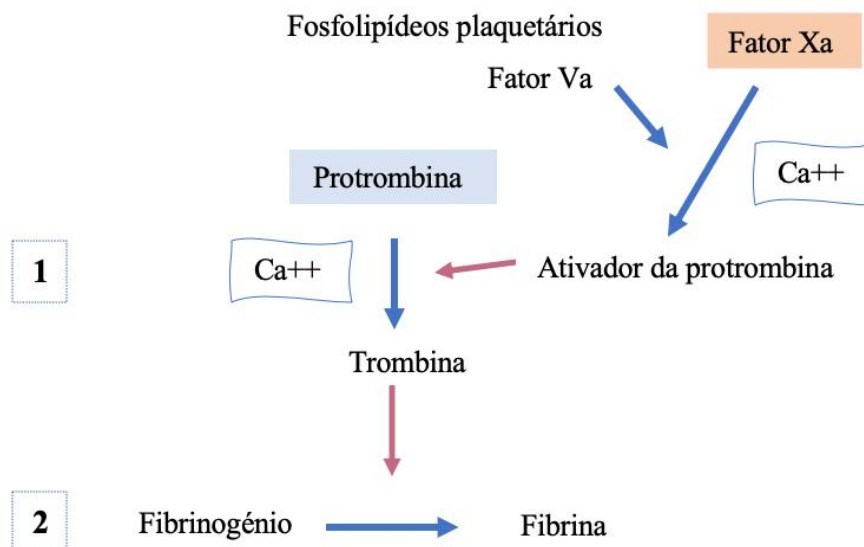 Fosfolipídeos plaquetários
Fator Xa
Fator Va
Ca++
Protrombina
1
Ca++
Ativador da protrombina
Trombina
2
Fibrinogénio
Fibrina